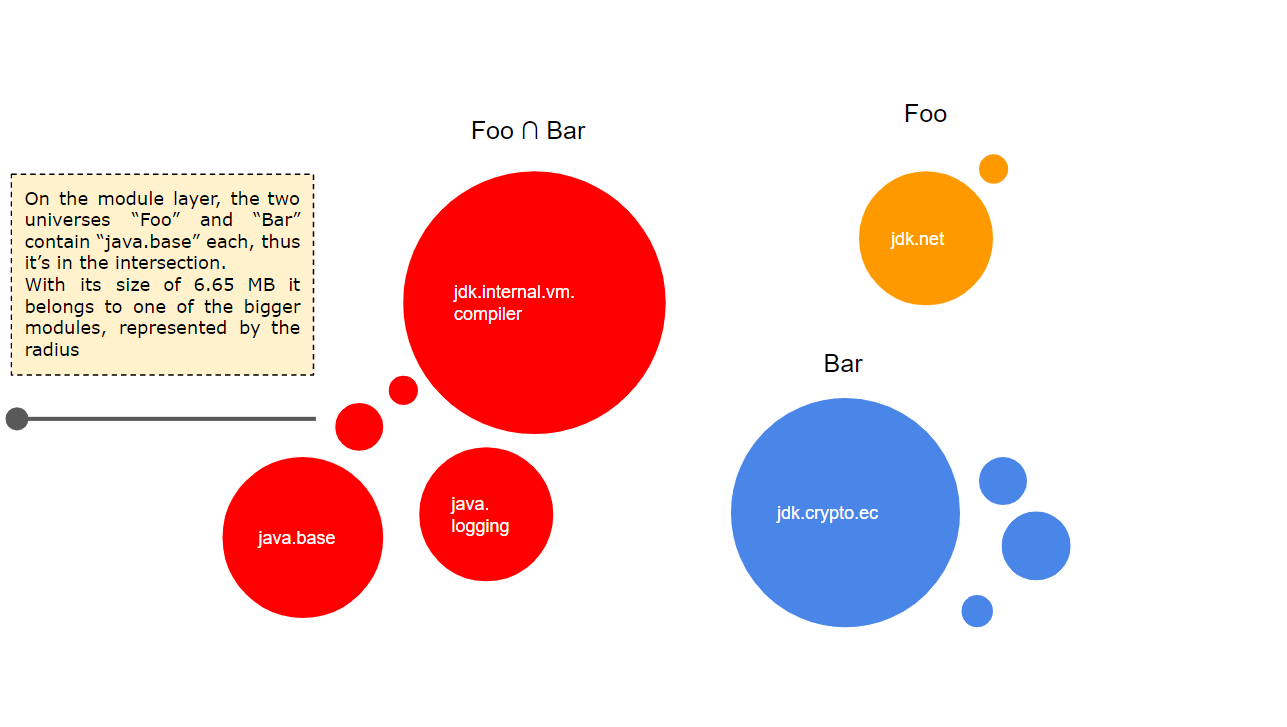 Foo
Foo ∩ Bar
On the module layer, the two
universes “Foo” and “Bar”
contain “java.base” each, thus
it’s in the intersection.
With its size of 6.65 MB it
belongs to one of the bigger
modules, represented by the
radius
jdk.internal.vm.
compiler
java.base
java.
logging
jdk.net
Bar
jdk.crypto.ec